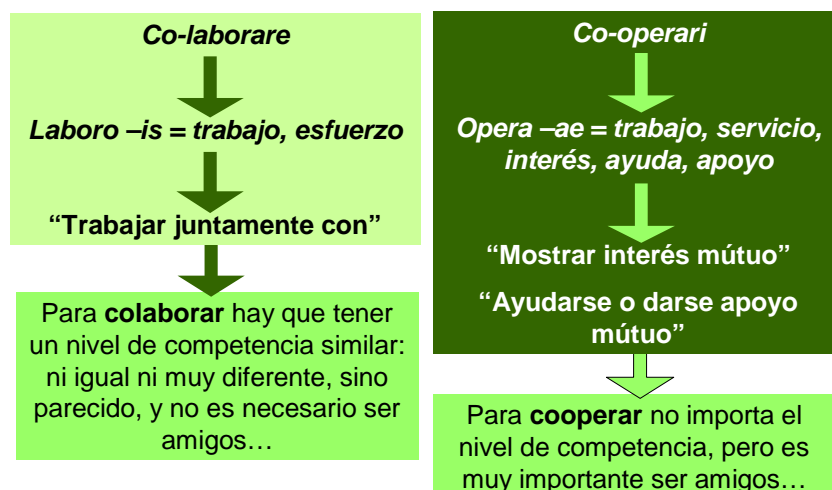 Co-laborare
Laboro –is = trabajo, esfuerzo
“Trabajar juntamente con”
Para colaborar hay que tener
un nivel de competencia similar:
ni igual ni muy diferente, sino
parecido, y no es necesario ser
amigos…
Co-operari
Opera –ae = trabajo, servicio,
interés, ayuda, apoyo
“Mostrar interés mútuo”
“Ayudarse o darse apoyo
mútuo”
Para cooperar no importa el
nivel de competencia, pero es
muy importante ser amigos…